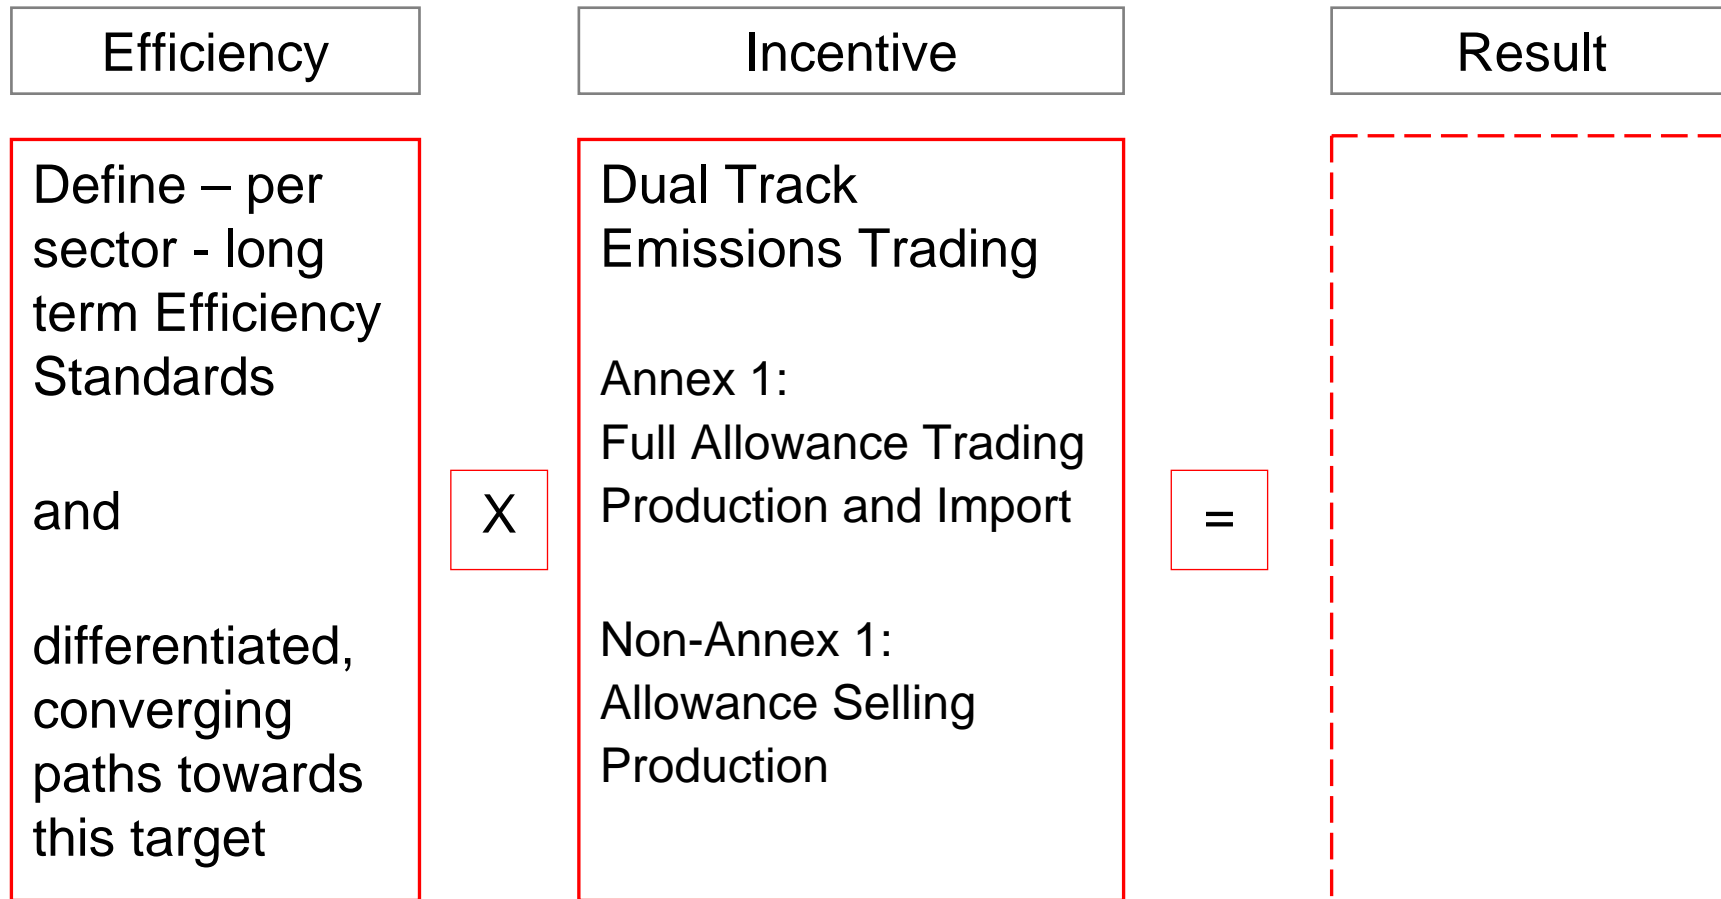 Efficiency
Incentive
Result
Define – per
sector - long
term Efficiency
Standards
and
differentiated,
converging
paths towards
this target
X
Dual Track
Emissions Trading
Annex 1:
Full Allowance Trading
Production and Import
Non-Annex 1:
Allowance Selling
Production
=